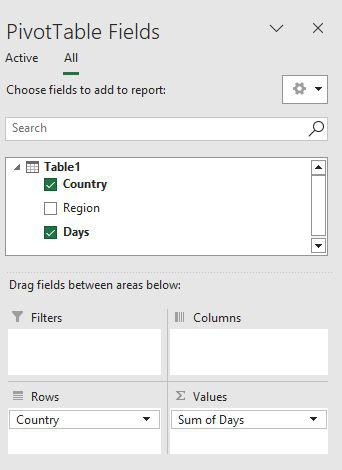 PivotTable Fields
Active All
Choose fields to add to report:
Search
Table1
Country
Region
Days
Drag fields between areas below:
Filters
Columns
Rows
Σ Values
Country
Sum of Days